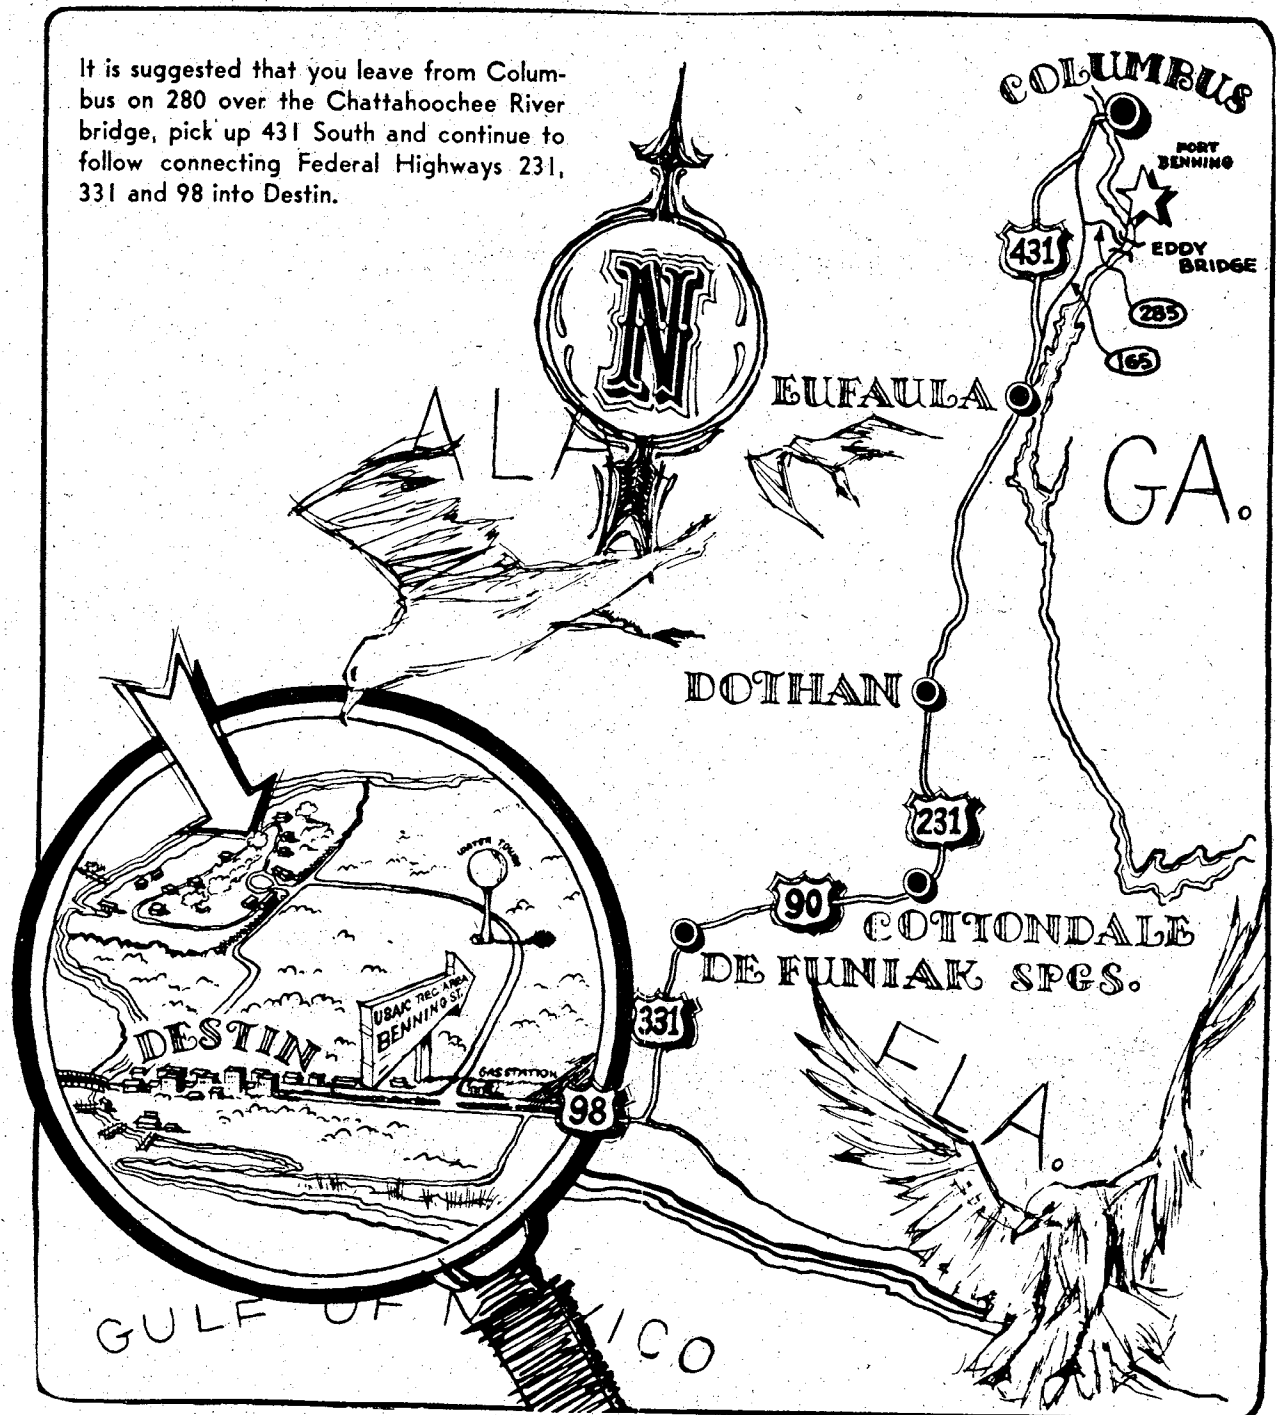 It is suggested that you leave from Colum-
bus on 280 over the Chattahoochee River
bridge, pick up 431 South and continue to
follow connecting Federal Highways 231,
331 and 98 into Destin.
COLUMBUS
FORT
BENNING
431
EDDY
BRIDGE
285
165
N
EUFAULA
ALA
GA.
DOTHAN
231
WATER TOWER
90
COTTONDALE
DE FUNIAK SPGS.
USAIC REC. AREA
BENNING ST.
331
DESTIN
GAS STATION
98
FLA.
GULF OF M XICO